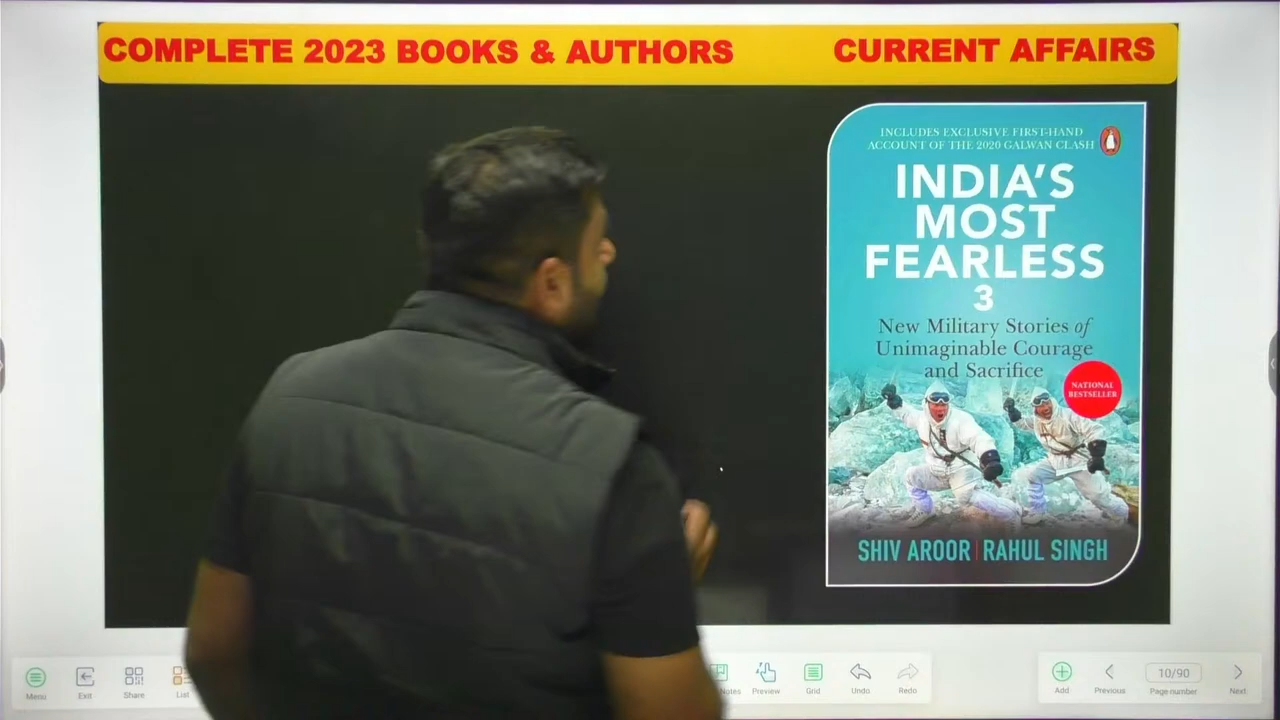 COMPLETE 2023 BOOKS & AUTHORS
CURRENT AFFAIRS
INCLUDES EXCLUSIVE FIRST-HAND
ACCOUNT OF THE 2020 GALWAN CLASH
INDIA'S
MOST
FEARLESS
3
New Military Stories of
Unimaginable Courage
and Sacrifice
NATIONAL
BESTSELLER
SHIV AROOR | RAHUL SINGH
Menu
Exit
Share
List
Notes
Preview
Grid
Undo
Redo
Add
Previous
10/90
Page number
Next